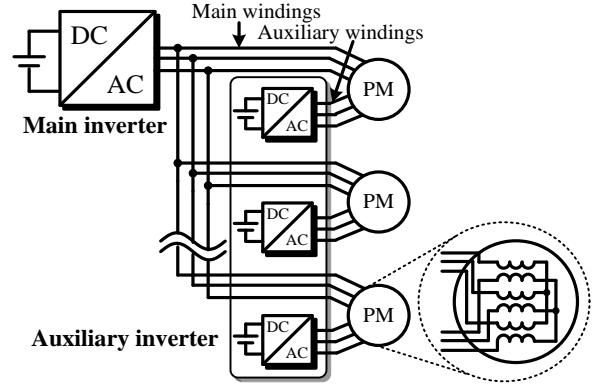 Main windings
Auxiliary windings
DC
AC
PM
Main inverter
DC
AC
DC
AC
PM
Auxiliary inverter
DC
AC
PM